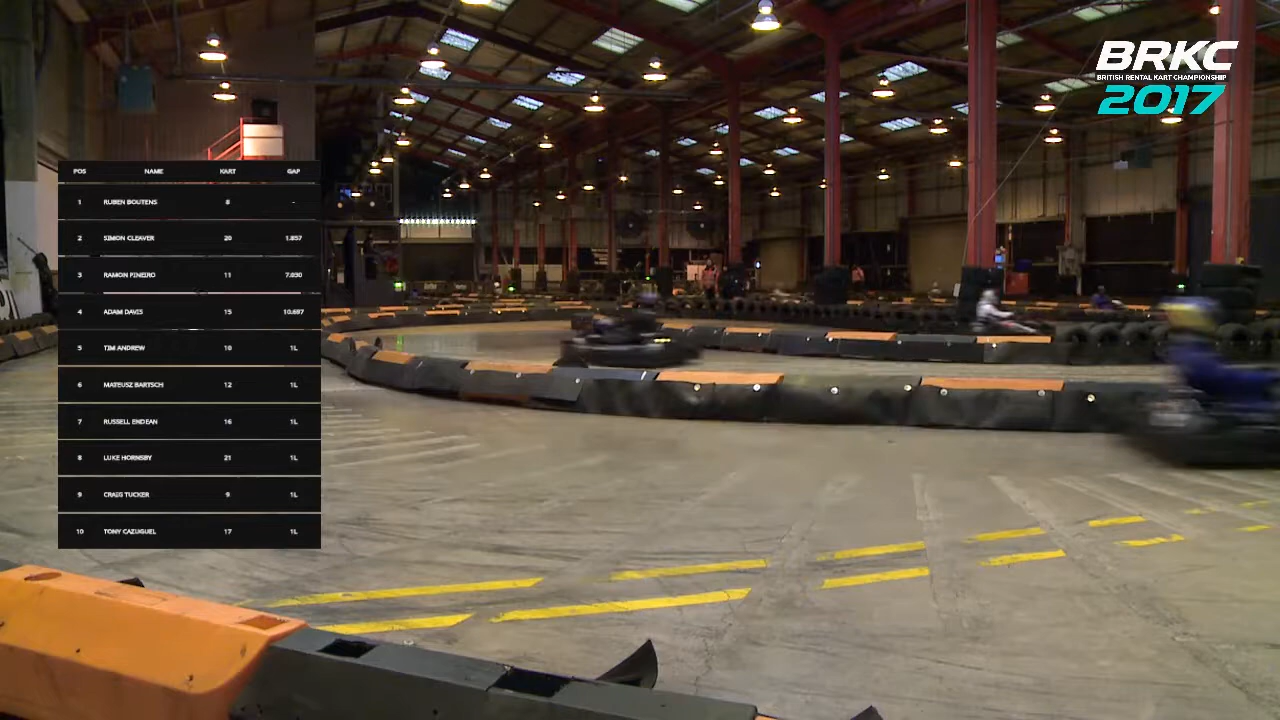 BRKC
BRITISH RENTAL KART CHAMPIONSHIP
2017
POS NAME KART GAP
1 RUBEN BOUTENS 8 -
2 SIMON CLEAVER 20 1.857
3 RAMON PINEIRO 11 7.030
4 ADAM DAVIS 15 10.697
5 TIM ANDREW 10 1L
6 MATEUSZ BARTSCH 12 1L
7 RUSSELL ENDEAN 16 1L
8 LUKE HORNSBY 21 1L
9 CRAIG TUCKER 9 1L
10 TONY CAZUGUEL 17 1L